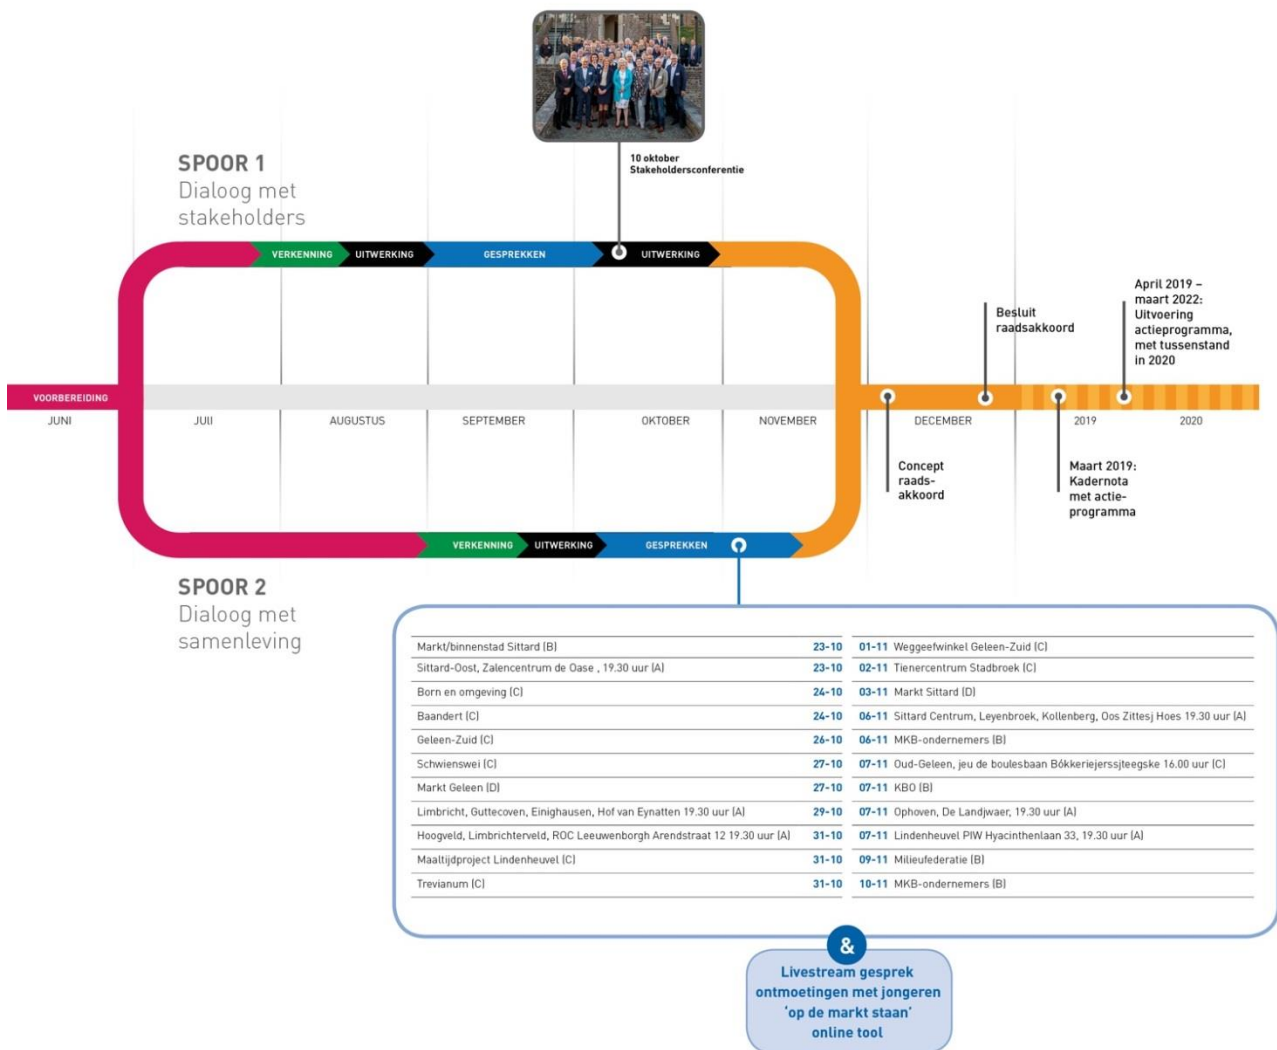 10 oktober
Stakeholdersconferentie
SPOOR 1
Dialoog met
stakeholders
VERKENNING
UITWERKING
GESPREKKEN
UITWERKING
Besluit
raadsakkoord
April 2019 –
maart 2022:
Uitvoering
actieprogramma,
met tussenstand
in 2020
VOORBEREIDING
JUNI
JULI
AUGUSTUS
SEPTEMBER
OKTOBER
NOVEMBER
DECEMBER
2019
2020
Concept
raads-
akkoord
Maart 2019:
Kadernota
met actie-
programma
VERKENNING
UITWERKING
GESPREKKEN
SPOOR 2
Dialoog met
samenleving
Markt/binnenstad Sittard (B) 23-10
Sittard-Oost, Zalencentrum de Oase , 19.30 uur (A) 23-10
Born en omgeving (C) 24-10
Baandert (C) 24-10
Geleen-Zuid (C) 26-10
Schwienswei (C) 27-10
Markt Geleen (D) 27-10
Limbricht, Guttecoven, Einighausen, Hof van Eynatten 19.30 uur (A) 29-10
Hoogveld, Limbrichterveld, ROC Leeuwenborgh Arendstraat 12 19.30 uur (A) 31-10
Maaltijdproject Lindenheuvel (C) 31-10
Trevianum (C) 31-10
01-11 Weggeefwinkel Geleen-Zuid (C)
02-11 Tienercentrum Stadbroek (C)
03-11 Markt Sittard (D)
06-11 Sittard Centrum, Leyenbroek, Kollenberg, Oos Zittesj Hoes 19.30 uur (A)
06-11 MKB-ondernemers (B)
07-11 Oud-Geleen, jeu de boulesbaan Bókkeriejerssjteegske 16.00 uur (C)
07-11 KBO (B)
07-11 Ophoven, De Landjwaer, 19.30 uur (A)
07-11 Lindenheuvel PIW Hyacinthenlaan 33, 19.30 uur (A)
09-11 Milieufederatie (B)
10-11 MKB-ondernemers (B)
&
Livestream gesprek
ontmoetingen met jongeren
'op de markt staan'
online tool